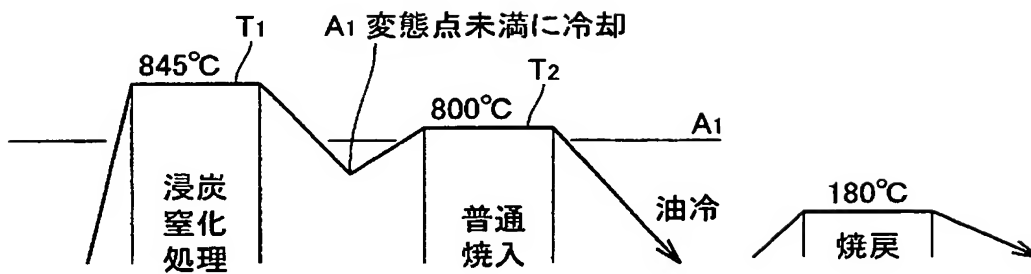 T1
A1 変態点未満に冷却
845℃
T2
800℃
A1
浸炭
窒化
処理
普通
焼入
油冷
180℃
焼戻